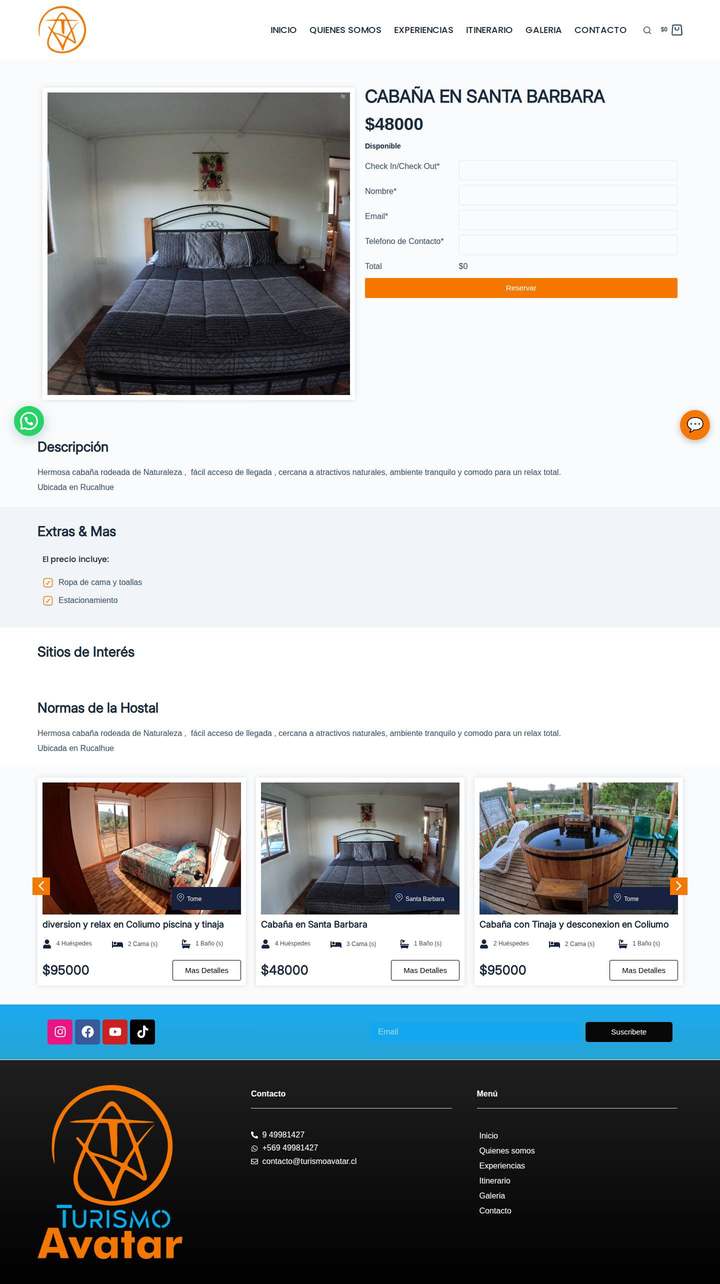 INICIO QUIENES SOMOS EXPERIENCIAS ITINERARIO GALERIA CONTACTO $0
CABAÑA EN SANTA BARBARA
$48000
Disponible
Check In/Check Out*
Nombre*
Email*
Telefono de Contacto*
Total $0
Reservar
Descripción
Hermosa cabaña rodeada de Naturaleza , fácil acceso de llegada , cercana a atractivos naturales, ambiente tranquilo y comodo para un relax total.
Ubicada en Rucalhue
Extras & Mas
El precio incluye:
Ropa de cama y toallas
Estacionamiento
Sitios de Interés
Normas de la Hostal
Hermosa cabaña rodeada de Naturaleza , fácil acceso de llegada , cercana a atractivos naturales, ambiente tranquilo y comodo para un relax total.
Ubicada en Rucalhue
Tome
diversion y relax en Coliumo piscina y tinaja
4 Huéspedes 2 Cama (s) 1 Baño (s)
$95000 Mas Detalles
Santa Barbara
Cabaña en Santa Barbara
4 Huéspedes 3 Cama (s) 1 Baño (s)
$48000 Mas Detalles
Tome
Cabaña con Tinaja y desconexion en Coliumo
2 Huéspedes 2 Cama (s) 1 Baño (s)
$95000 Mas Detalles
Email
Suscribete
Turismo
Avatar
Contacto
9 49981427
+569 49981427
contacto@turismoavatar.cl
Menú
Inicio
Quienes somos
Experiencias
Itinerario
Galeria
Contacto